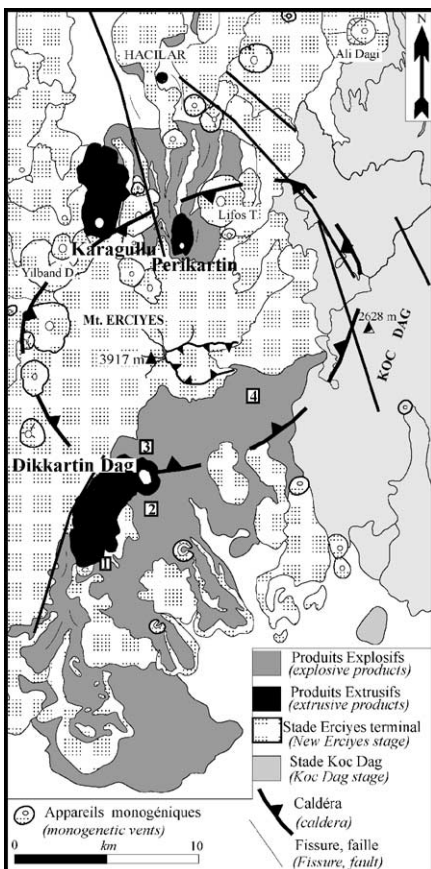 N
HACILAR
Ali Dagi
Lifos T.
Karagullu
Perikartin
Yilband D.
Mt. ERCIYES
2628 m
3917 m
KOC DAG
4
3
Dikkartin Dag
2
1
Produits Explosifs
(explosive products)
Produits Extrusifs
(extrusive products)
Stade Erciyes terminal
(New Erciyes stage)
Stade Koc Dag
(Koc Dag stage)
Appareils monogéniques
(monogenetic vents)
Caldéra
(caldera)
km
0
10
Fissure, faille
(Fissure, fault)